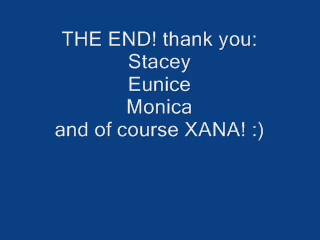 THE END! thank you:
Stacey
Eunice
Monica
and of course XANA! :)